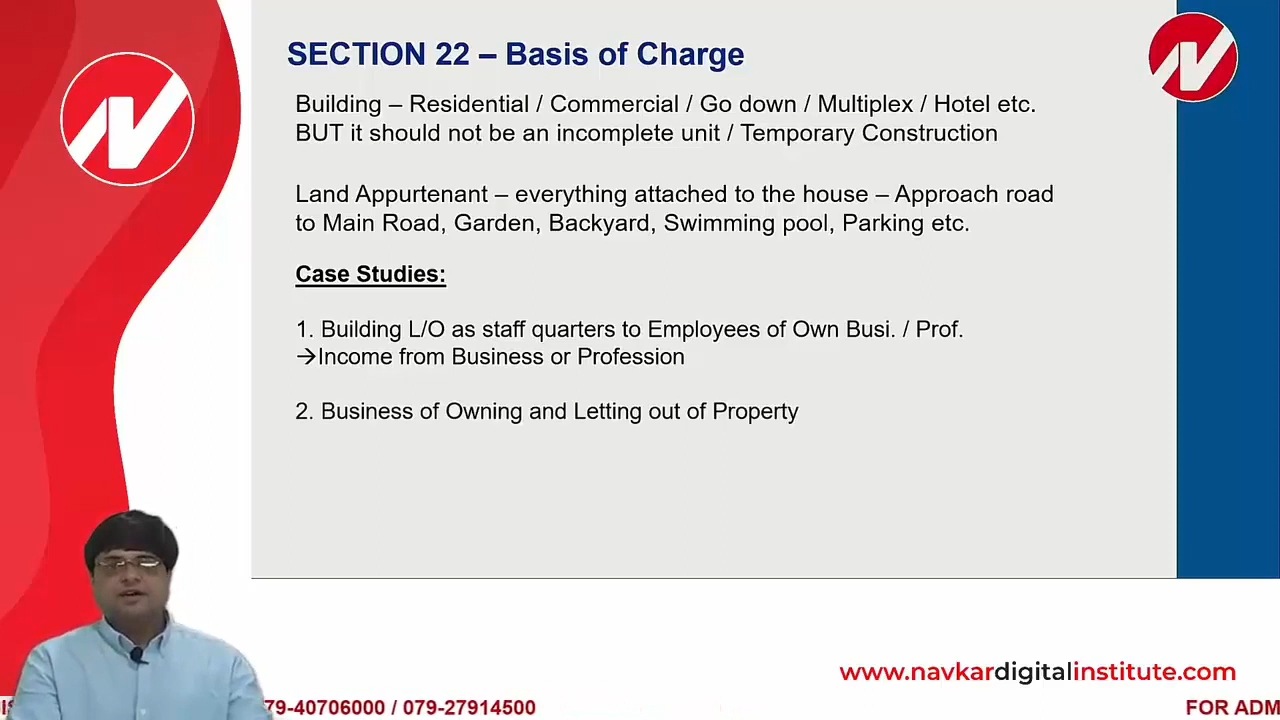 SECTION 22 – Basis of Charge
Building – Residential / Commercial / Go down / Multiplex / Hotel etc.
BUT it should not be an incomplete unit / Temporary Construction
Land Appurtenant – everything attached to the house – Approach road
to Main Road, Garden, Backyard, Swimming pool, Parking etc.
Case Studies:
1. Building L/O as staff quarters to Employees of Own Busi. / Prof.
→Income from Business or Profession
2. Business of Owning and Letting out of Property
www.navkardigitalinstitute.com
79-40706000 / 079-27914500
FOR ADM